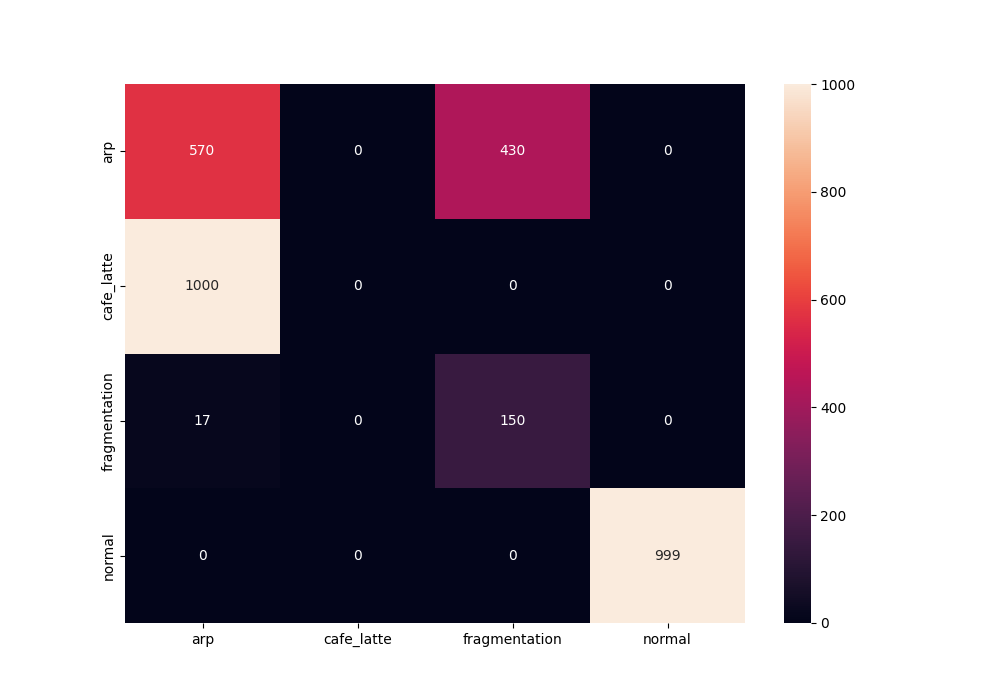 arp 570 0 430 0
cafe_latte 1000 0 0 0
fragmentation 17 0 150 0
normal 0 0 0 999
arp cafe_latte fragmentation normal
1000
800
600
400
200
0